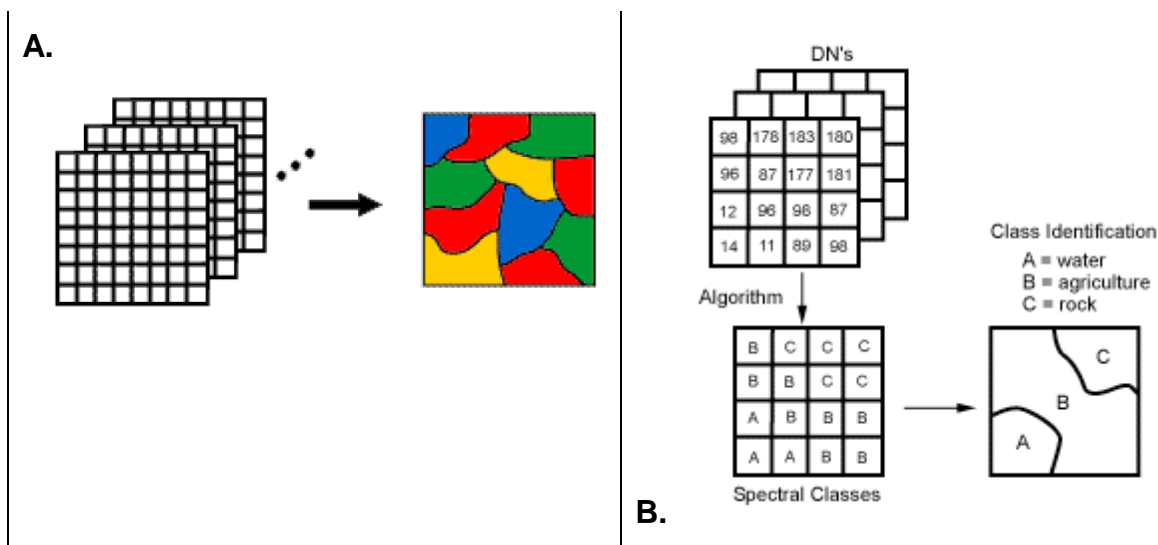 A.
DN's
98 178 183 180
96 87 177 181
12 96 98 87
14 11 89 98
Algorithm
B C C C
B B C C
A B B B
A A B B
Spectral Classes
Class Identification
A = water
B = agriculture
C = rock
C
B
A
B.